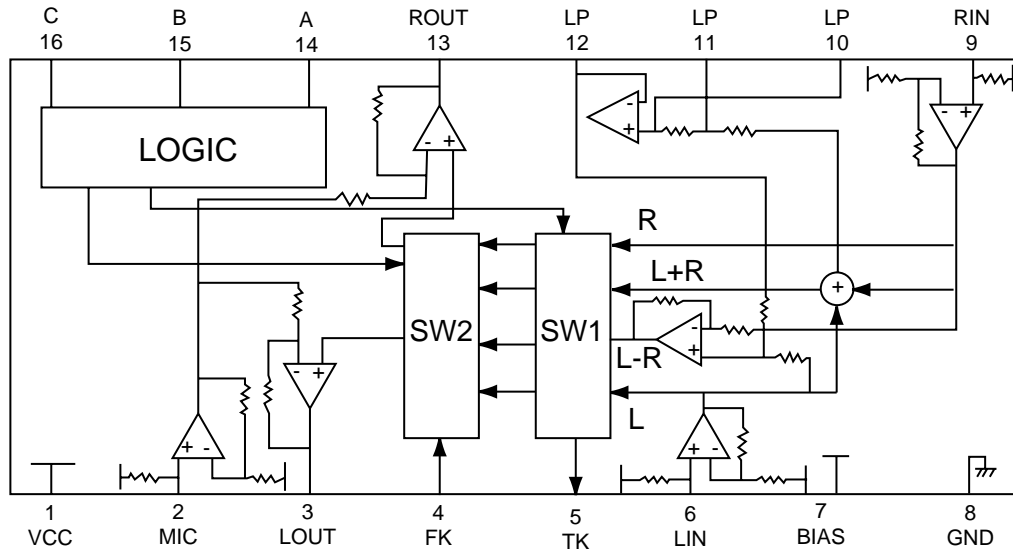 C B A ROUT LP LP LP RIN
16 15 14 13 12 11 10 9
LOGIC
- +
-
+
- +
R
L+R
+
SW2 SW1
-
+
L-R
- +
L
+ -
+ -
1 2 3 4 5 6 7 8
VCC MIC LOUT FK TK LIN BIAS GND